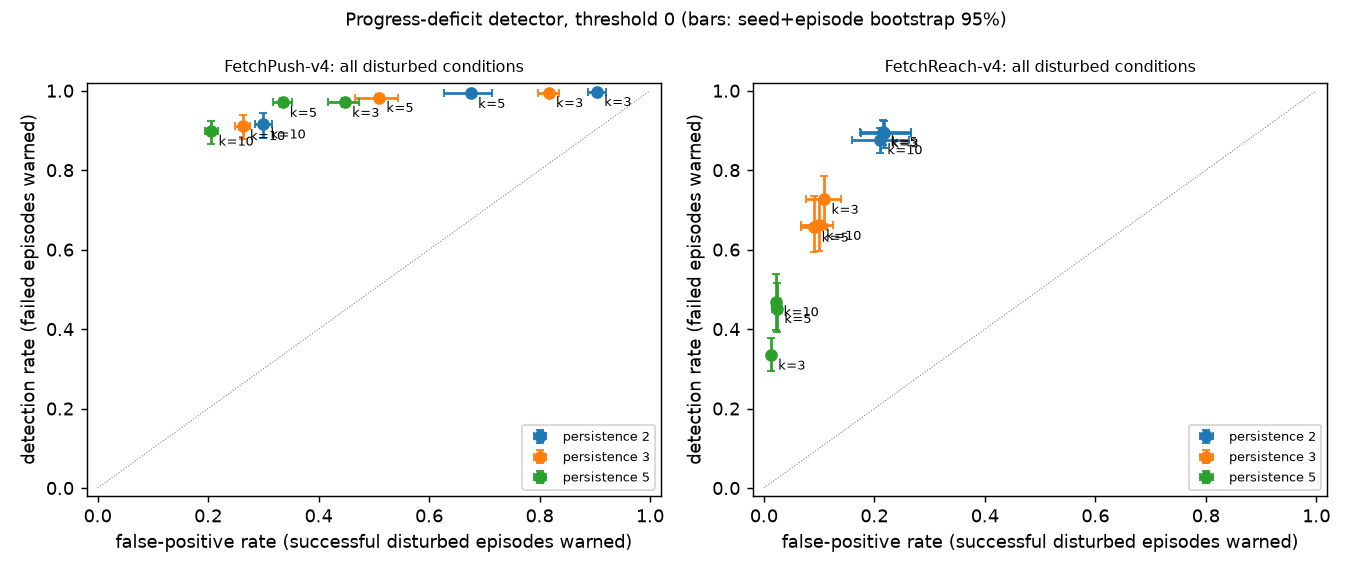 Progress-deficit detector, threshold 0 (bars: seed+episode bootstrap 95%)
FetchPush-v4: all disturbed conditions
detection rate (failed episodes warned)
1.0
0.8
0.6
0.4
0.2
0.0
k=5
k=3
k=5
k=5
k=3
k=3
k=10
k=10
k=10
persistence 2
persistence 3
persistence 5
0.0 0.2 0.4 0.6 0.8 1.0
false-positive rate (successful disturbed episodes warned)
FetchReach-v4: all disturbed conditions
detection rate (failed episodes warned)
1.0
0.8
0.6
0.4
0.2
0.0
k=5
k=3
k=10
k=3
k=10
k=5
k=10
k=5
k=3
persistence 2
persistence 3
persistence 5
0.0 0.2 0.4 0.6 0.8 1.0
false-positive rate (successful disturbed episodes warned)